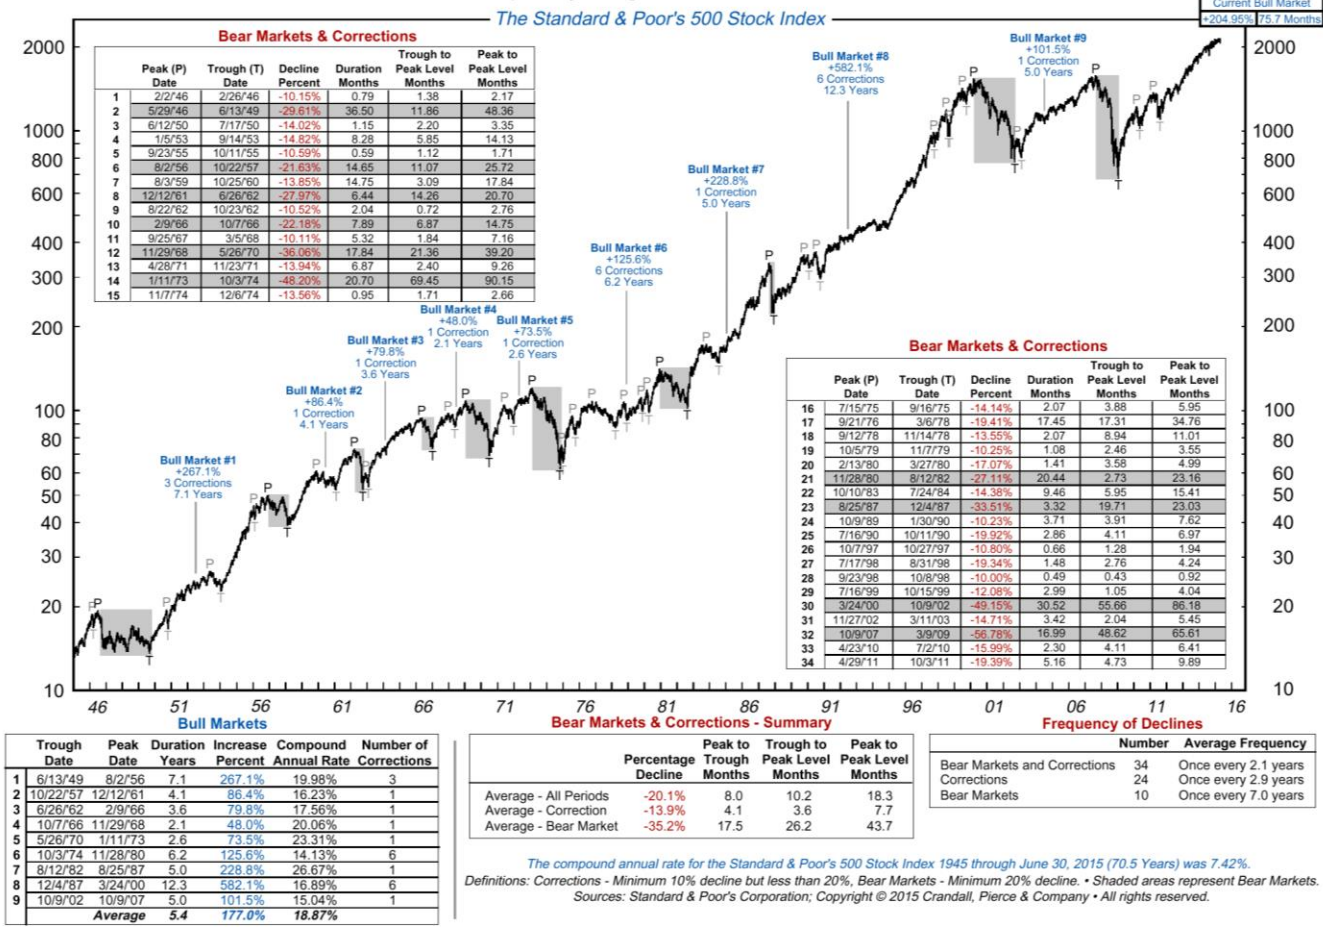 The Standard & Poor's 500 Stock Index
Current Bull Market
+204.95% 75.7 Months
Bear Markets & Corrections
Peak (P) Date Trough (T) Date Decline Percent Duration Months Trough to Peak Level Months Peak to Peak Level Months
1 2/2/'46 2/26/'46 -10.15% 0.79 1.38 2.17
2 5/29/'46 6/13/'49 -29.61% 36.50 11.86 48.36
3 6/12/'50 7/17/'50 -14.02% 1.15 2.20 3.35
4 1/5/'53 9/14/'53 -14.82% 8.28 5.85 14.13
5 9/23/'55 10/11/'55 -10.59% 0.59 1.12 1.71
6 8/2/'56 10/22/'57 -21.63% 14.65 11.07 25.72
7 8/3/'59 10/25/'60 -13.85% 14.75 3.09 17.84
8 12/12/'61 6/26/'62 -27.97% 6.44 14.26 20.70
9 8/22/'62 10/23/'62 -10.52% 2.04 0.72 2.76
10 2/9/'66 10/7/'66 -22.18% 7.89 6.87 14.75
11 9/25/'67 3/5/'68 -10.11% 5.32 1.84 7.16
12 11/29/'68 5/26/'70 -36.06% 17.84 21.36 39.20
13 4/28/'71 11/23/'71 -13.94% 6.87 2.40 9.26
14 1/11/'73 10/3/'74 -48.20% 20.70 69.45 90.15
15 11/7/'74 12/6/'74 -13.56% 0.95 1.71 2.66
2000
1000
800
600
400
300
200
100
80
60
50
40
30
20
10
Bull Market #1
+267.1%
3 Corrections
7.1 Years
Bull Market #2
+86.4%
1 Correction
4.1 Years
Bull Market #3
+79.8%
1 Correction
3.6 Years
Bull Market #4
+48.0%
1 Correction
2.1 Years
Bull Market #5
+73.5%
1 Correction
2.6 Years
Bull Market #6
+125.6%
6 Corrections
6.2 Years
Bull Market #7
+228.8%
1 Correction
5.0 Years
Bull Market #8
+582.1%
6 Corrections
12.3 Years
Bull Market #9
+101.5%
1 Correction
5.0 Years
2000
1000
800
600
400
300
200
100
80
60
50
40
30
20
10
Bear Markets & Corrections
Peak (P) Date Trough (T) Date Decline Percent Duration Months Trough to Peak Level Months Peak to Peak Level Months
16 7/15/'75 9/16/'75 -14.14% 2.07 3.88 5.95
17 9/21/'76 3/6/'78 -19.41% 17.45 17.31 34.76
18 9/12/'78 11/14/'78 -13.55% 2.07 8.94 11.01
19 10/5/'79 11/7/'79 -10.25% 1.08 2.46 3.55
20 2/13/'80 3/27/'80 -17.07% 1.41 3.58 4.99
21 11/28/'80 8/12/'82 -27.11% 20.44 2.73 23.16
22 10/10/'83 7/24/'84 -14.38% 9.46 5.95 15.41
23 8/25/'87 12/4/'87 -33.51% 3.32 19.71 23.03
24 10/9/'89 1/30/'90 -10.23% 3.71 3.91 7.62
25 7/16/'90 10/11/'90 -19.92% 2.86 4.11 6.97
26 10/7/'97 10/27/'97 -10.80% 0.66 1.28 1.94
27 7/17/'98 8/31/'98 -19.34% 1.48 2.76 4.24
28 9/23/'98 10/8/'98 -10.00% 0.49 0.43 0.92
29 7/16/'99 10/15/'99 -12.08% 2.99 1.05 4.04
30 3/24/'00 10/9/'02 -49.15% 30.52 55.66 86.18
31 11/27/'02 3/11/'03 -14.71% 3.42 2.04 5.45
32 10/9/'07 3/9/'09 -56.78% 16.99 48.62 65.61
33 4/23/'10 7/2/'10 -15.99% 2.30 4.11 6.41
34 4/29/'11 10/3/'11 -19.39% 5.16 4.73 9.89
46 51 56 61 66 71 76 81 86 91 96 01 06 11 16
Bull Markets
Trough Date Peak Date Duration Years Increase Percent Compound Annual Rate Number of Corrections
1 6/13/'49 8/2/'56 7.1 267.1% 19.98% 3
2 10/22/'57 12/12/'61 4.1 86.4% 16.23% 1
3 6/26/'62 2/9/'66 3.6 79.8% 17.56% 1
4 10/7/'66 11/29/'68 2.1 48.0% 20.06% 1
5 5/26/'70 1/11/'73 2.6 73.5% 23.31% 1
6 10/3/'74 11/28/'80 6.2 125.6% 14.13% 6
7 8/12/'82 8/25/'87 5.0 228.8% 26.67% 1
8 12/4/'87 3/24/'00 12.3 582.1% 16.89% 6
9 10/9/'02 10/9/'07 5.0 101.5% 15.04% 1
Average 5.4 177.0% 18.87%
Bear Markets & Corrections - Summary
Percentage Decline Peak to Trough Months Trough to Peak Level Months Peak to Peak Level Months
Average - All Periods -20.1% 8.0 10.2 18.3
Average - Correction -13.9% 4.1 3.6 7.7
Average - Bear Market -35.2% 17.5 26.2 43.7
Frequency of Declines
Number Average Frequency
Bear Markets and Corrections 34 Once every 2.1 years
Corrections 24 Once every 2.9 years
Bear Markets 10 Once every 7.0 years
The compound annual rate for the Standard & Poor's 500 Stock Index 1945 through June 30, 2015 (70.5 Years) was 7.42%.
Definitions: Corrections - Minimum 10% decline but less than 20%, Bear Markets - Minimum 20% decline. • Shaded areas represent Bear Markets.
Sources: Standard & Poor's Corporation; Copyright © 2015 Crandall, Pierce & Company • All rights reserved.